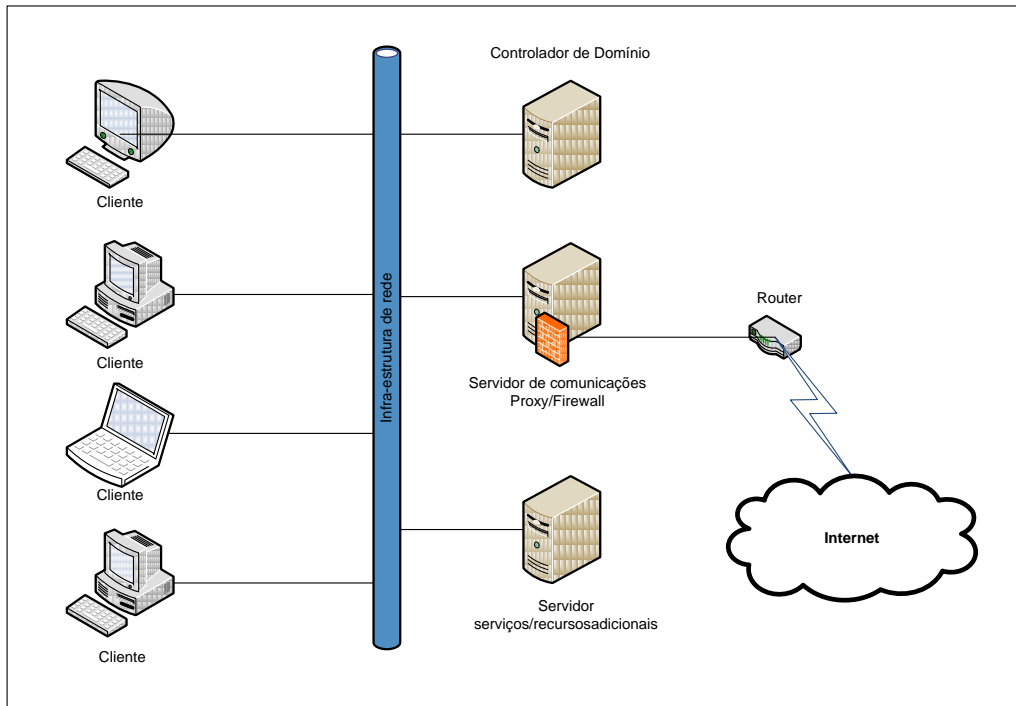 Controlador de Domínio
Cliente
Cliente
Cliente
Cliente
Infra-estrutura de rede
Servidor de comunicações
Proxy/Firewall
Router
Internet
Servidor
serviços/recursosadicionais